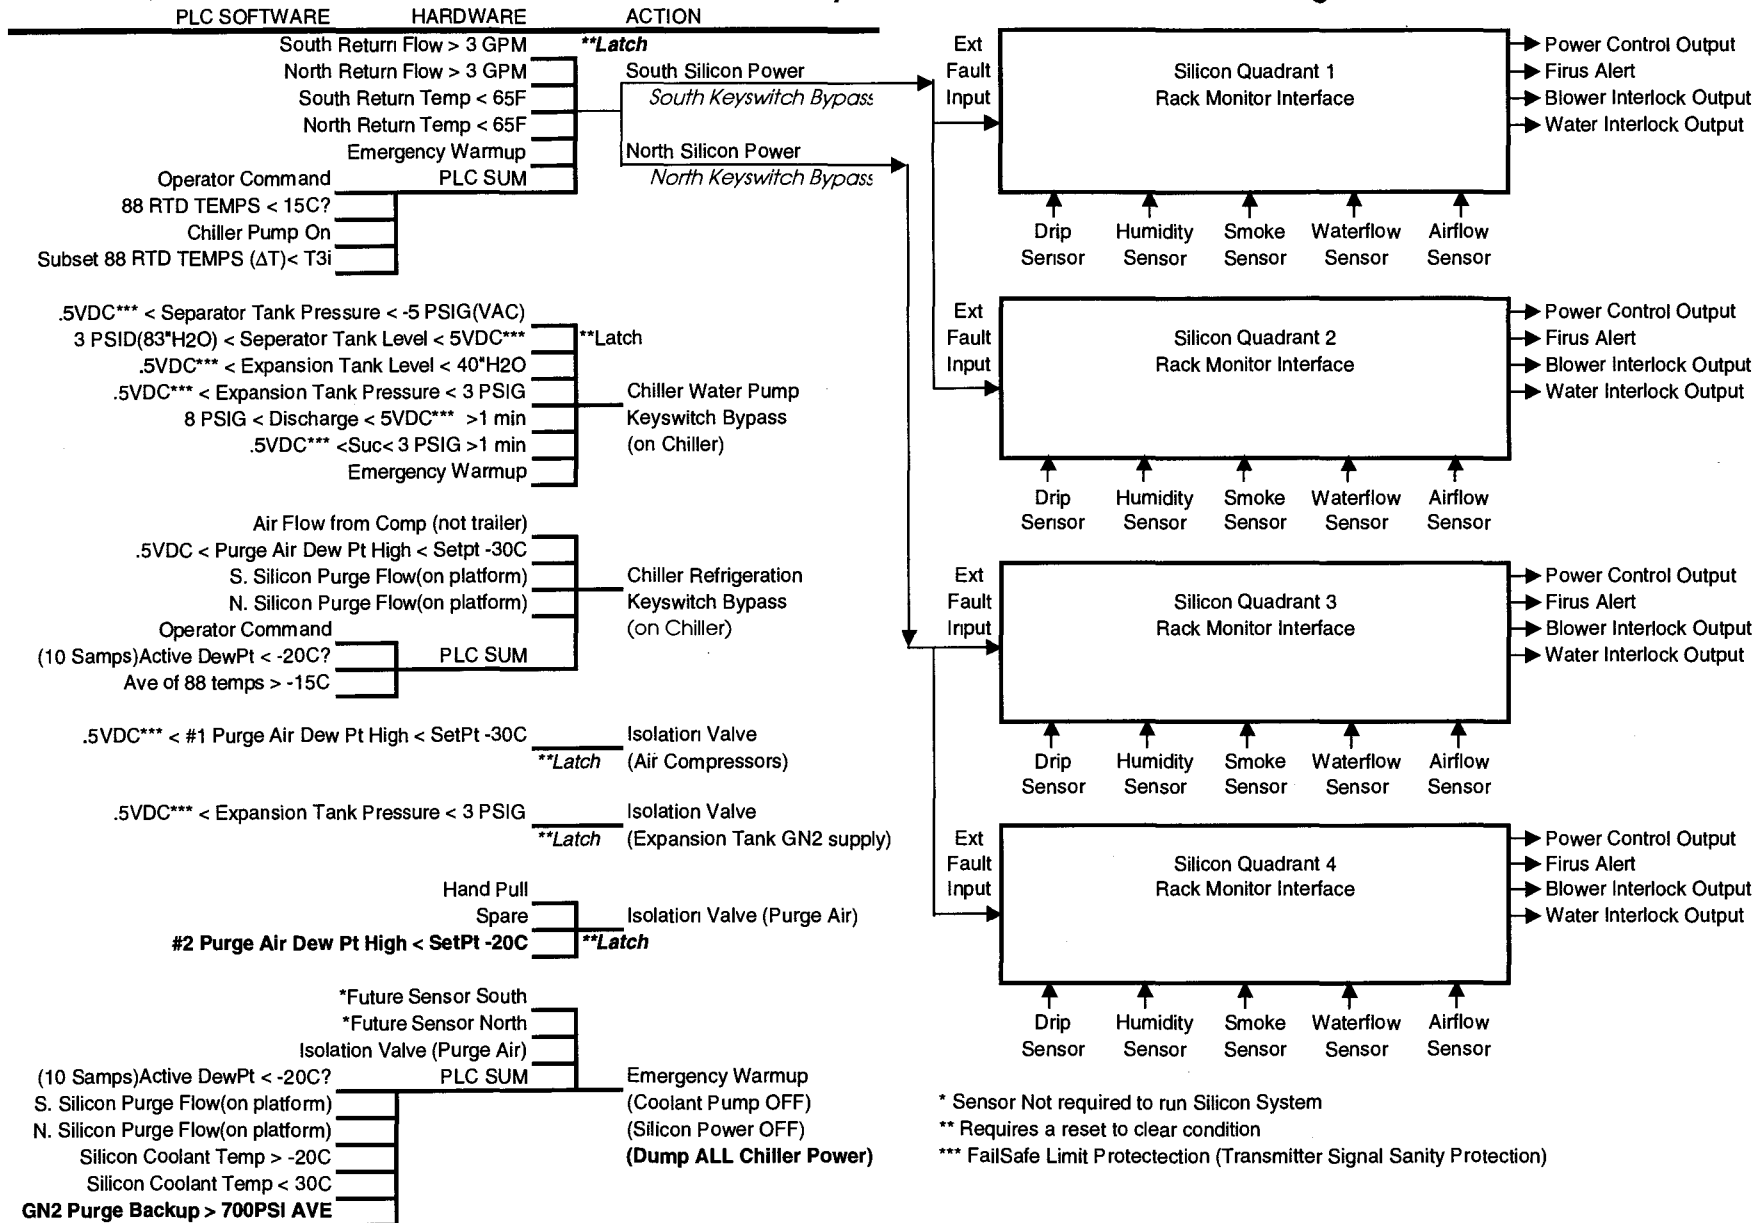 PLC SOFTWARE HARDWARE ACTION
South Return Flow > 3 GPM **Latch
North Return Flow > 3 GPM South Silicon Power
South Return Temp < 65F South Keyswitch Bypass
North Return Temp < 65F
Emergency Warmup North Silicon Power
Operator Command PLC SUM North Keyswitch Bypass
88 RTD TEMPS < 15C?
Chiller Pump On
Subset 88 RTD TEMPS (ΔT)< T3i
.5VDC*** < Separator Tank Pressure < -5 PSIG(VAC)
3 PSID(83"H2O) < Seperator Tank Level < 5VDC*** **Latch
.5VDC*** < Expansion Tank Level < 40"H2O
.5VDC*** < Expansion Tank Pressure < 3 PSIG Chiller Water Pump
8 PSIG < Discharge < 5VDC*** >1 min Keyswitch Bypass
.5VDC*** <Suc< 3 PSIG >1 min (on Chiller)
Emergency Warmup
Air Flow from Comp (not trailer)
.5VDC < Purge Air Dew Pt High < Setpt -30C
S. Silicon Purge Flow(on platform) Chiller Refrigeration
N. Silicon Purge Flow(on platform) Keyswitch Bypass
Operator Command (on Chiller)
(10 Samps)Active DewPt < -20C? PLC SUM
Ave of 88 temps > -15C
.5VDC*** < #1 Purge Air Dew Pt High < SetPt -30C Isolation Valve
**Latch (Air Compressors)
.5VDC*** < Expansion Tank Pressure < 3 PSIG Isolation Valve
**Latch (Expansion Tank GN2 supply)
Hand Pull
Spare Isolation Valve (Purge Air)
#2 Purge Air Dew Pt High < SetPt -20C **Latch
*Future Sensor South
*Future Sensor North
Isolation Valve (Purge Air)
(10 Samps)Active DewPt < -20C? PLC SUM Emergency Warmup
S. Silicon Purge Flow(on platform) (Coolant Pump OFF)
N. Silicon Purge Flow(on platform) (Silicon Power OFF)
Silicon Coolant Temp > -20C (Dump ALL Chiller Power)
Silicon Coolant Temp < 30C
GN2 Purge Backup > 700PSI AVE
Ext Power Control Output
Fault Silicon Quadrant 1 Firus Alert
Input Rack Monitor Interface Blower Interlock Output
Water Interlock Output
Drip Humidity Smoke Waterflow Airflow
Sensor Sensor Sensor Sensor Sensor
Ext Power Control Output
Fault Silicon Quadrant 2 Firus Alert
Input Rack Monitor Interface Blower Interlock Output
Water Interlock Output
Drip Humidity Smoke Waterflow Airflow
Sensor Sensor Sensor Sensor Sensor
Ext Power Control Output
Fault Silicon Quadrant 3 Firus Alert
Input Rack Monitor Interface Blower Interlock Output
Water Interlock Output
Drip Humidity Smoke Waterflow Airflow
Sensor Sensor Sensor Sensor Sensor
Ext Power Control Output
Fault Silicon Quadrant 4 Firus Alert
Input Rack Monitor Interface Blower Interlock Output
Water Interlock Output
Drip Humidity Smoke Waterflow Airflow
Sensor Sensor Sensor Sensor Sensor
* Sensor Not required to run Silicon System
** Requires a reset to clear condition
*** FailSafe Limit Protectection (Transmitter Signal Sanity Protection)